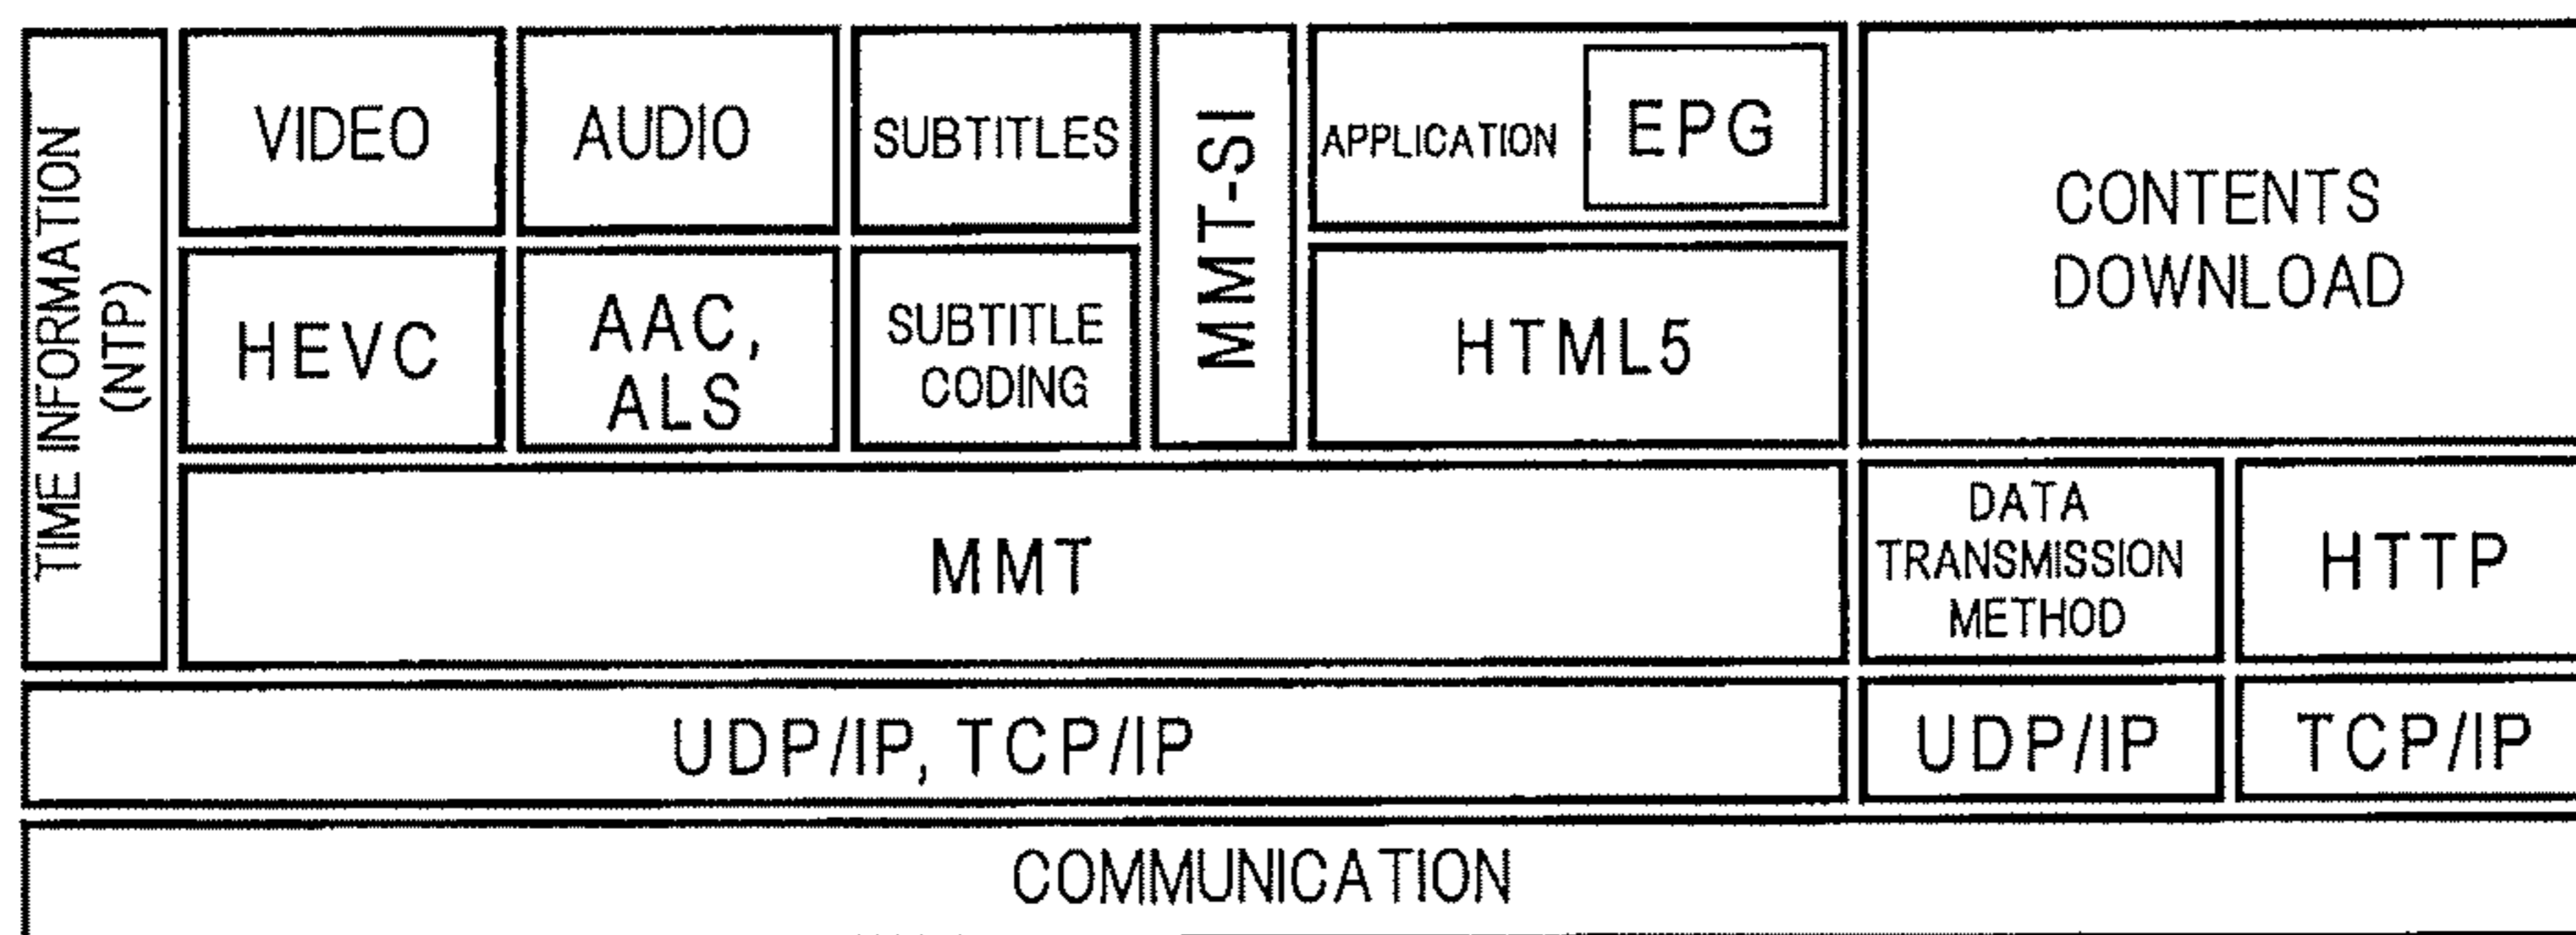 TIME INFORMATION
(NTP)
VIDEO
AUDIO
SUBTITLES
MMT-SI
APPLICATION
EPG
CONTENTS
DOWNLOAD
HEVC
AAC,
ALS
SUBTITLE
CODING
HTML5
MMT
DATA
TRANSMISSION
METHOD
HTTP
UDP/IP, TCP/IP
UDP/IP
TCP/IP
COMMUNICATION